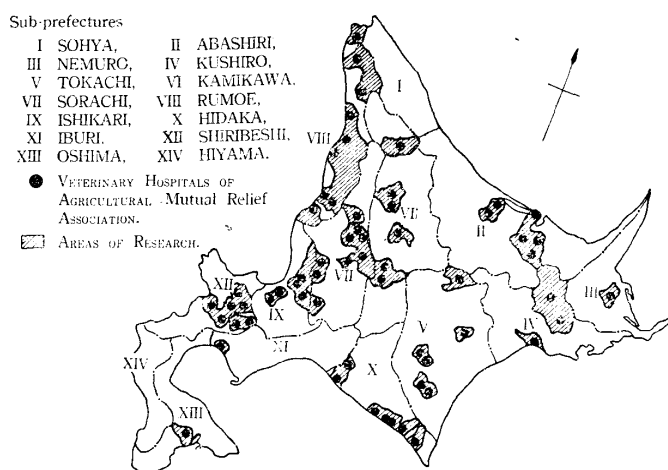 Sub-prefectures
I SOHYA, II ABASHIRI,
III NEMURO, IV KUSHIRO,
V TOKACHI, VI KAMIKAWA.
VII SORACHI, VIII RUMOE,
IX ISHIKARI, X HIDAKA,
XI IBURI. XII SHIRIBESHI,
XIII OSHIMA, XIV HIYAMA.
VETERINARY HOSPITALS OF
AGRICULTURAL MUTUAL RELIEF
ASSOCIATION.
AREAS OF RESEARCH.
I
VIII
VI
II
VII
III
XII
IX
IV
V
XI
XIV
X
XIII